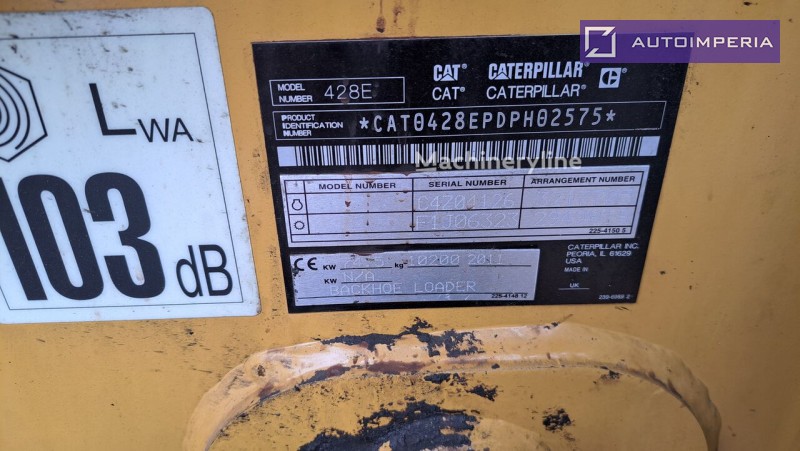 AUTOIMPERIA
LWA
103
dB
MODEL
NUMBER
428E
CAT CATERPILLAR C
CAT® CATERPILLAR®
PRODUCT
IDENTIFICATION
NUMBER
*CAT0428EPDPH02575*
Machineryline
MODEL NUMBER SERIAL NUMBER ARRANGEMENT NUMBER
225-4150 5
CE KW kg 10200 2011
KW N/A
BACKHOE LOADER
225-4148 12
CATERPILLAR INC.
PEORIA, IL 61629
USA
MADE IN
UK